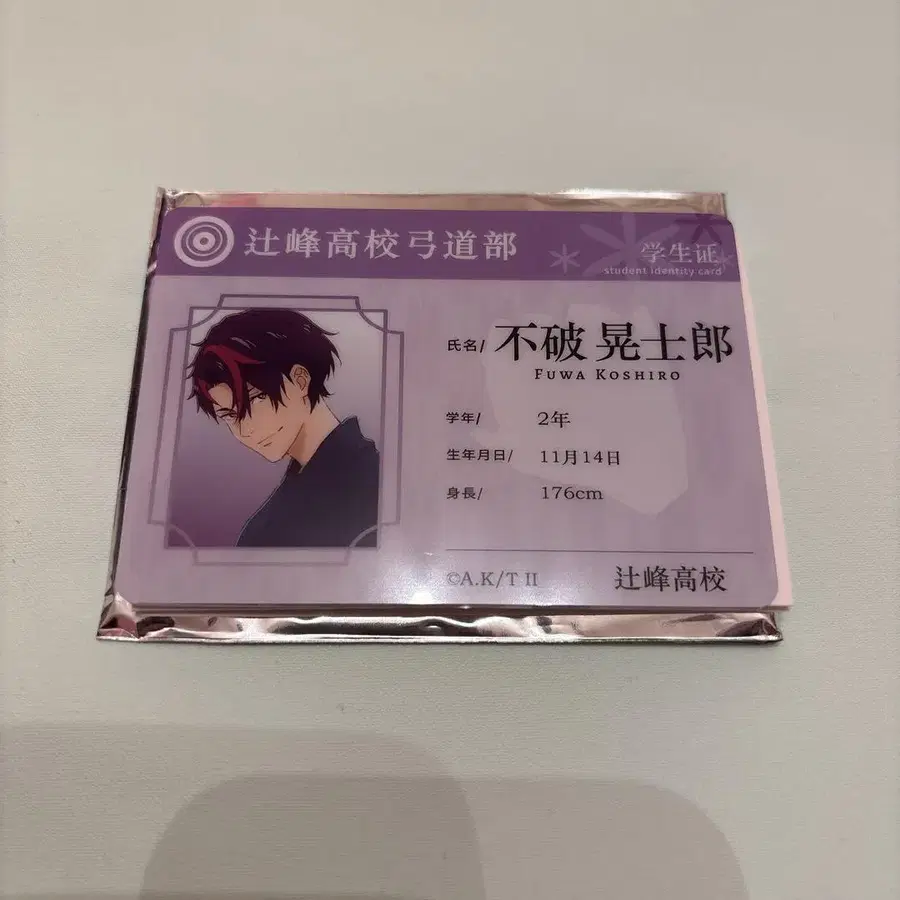 辻峰高校弓道部
学生证
student identity card
氏名/ 不破 晃士郎
FUWA KOSHIRO
学年/ 2年
生年月日/ 11月14日
身長/ 176cm
©A.K/T II 辻峰高校